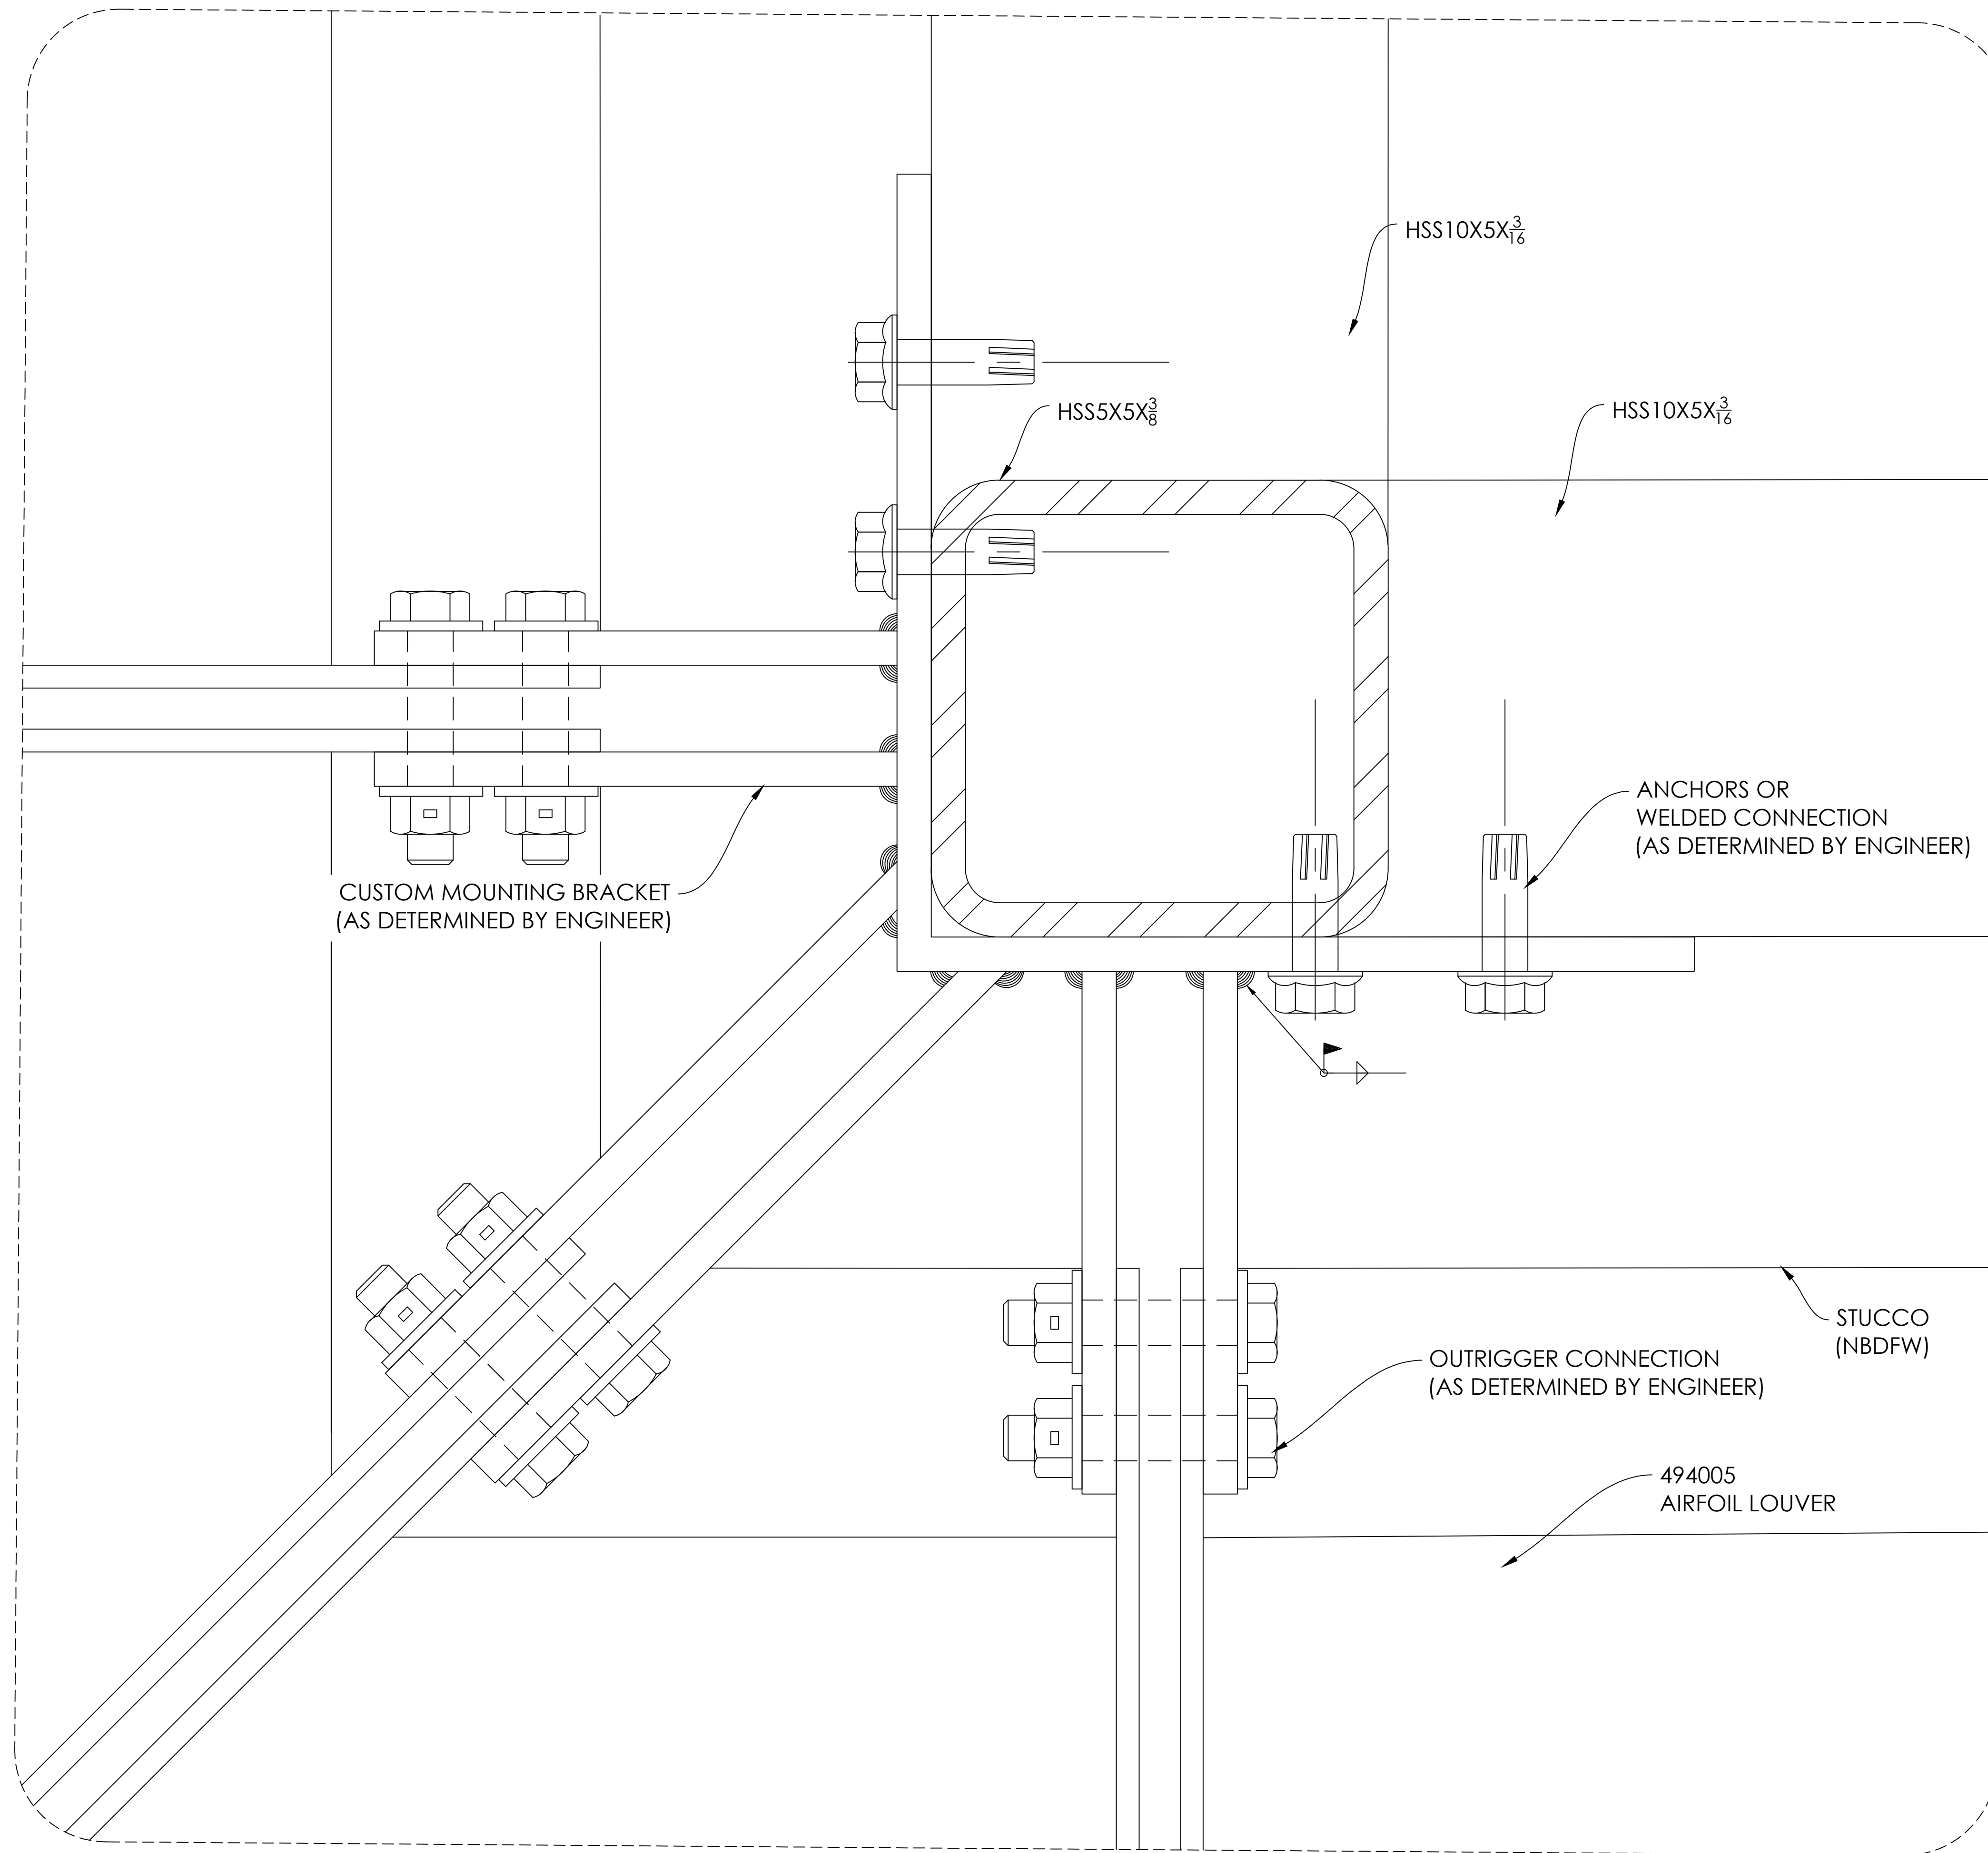 HSS10X5X3/16
HSS5X5X3/8
HSS10X5X3/16
ANCHORS OR
WELDED CONNECTION
(AS DETERMINED BY ENGINEER)
CUSTOM MOUNTING BRACKET
(AS DETERMINED BY ENGINEER)
STUCCO
(NBDFW)
OUTRIGGER CONNECTION
(AS DETERMINED BY ENGINEER)
494005
AIRFOIL LOUVER